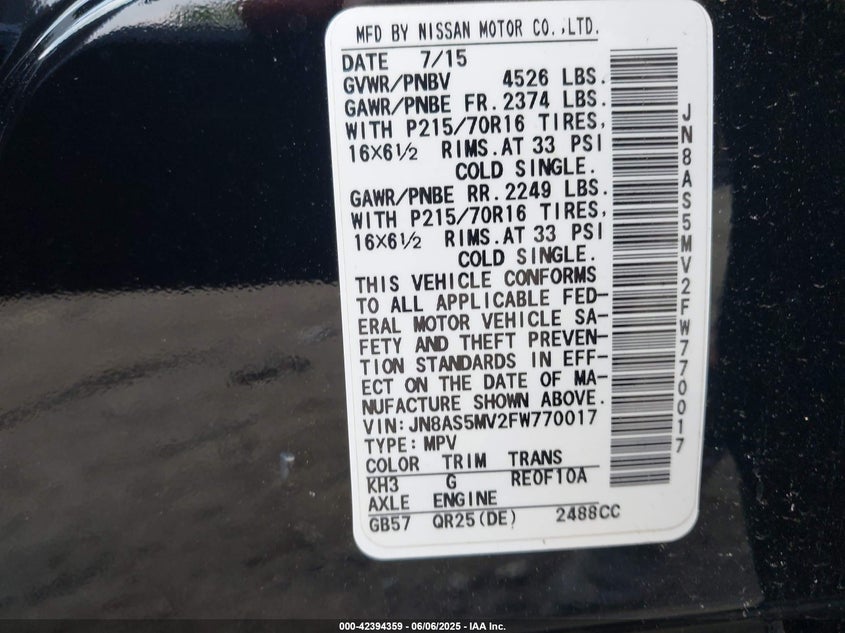 MFD BY NISSAN MOTOR CO.,LTD.
DATE 7/15
GVWR/PNBV 4526 LBS.
GAWR/PNBE FR. 2374 LBS.
WITH P215/70R16 TIRES,
16X6½ RIMS.AT 33 PSI
COLD SINGLE.
GAWR/PNBE RR. 2249 LBS.
WITH P215/70R16 TIRES,
16X6½ RIMS.AT 33 PSI
COLD SINGLE.
THIS VEHICLE CONFORMS
TO ALL APPLICABLE FED-
ERAL MOTOR VEHICLE SA-
FETY AND THEFT PREVEN-
TION STANDARDS IN EFF-
ECT ON THE DATE OF MA-
NUFACTURE SHOWN ABOVE.
VIN:JN8AS5MV2FW770017
TYPE:MPV
COLOR TRIM TRANS
KH3 G RE0F10A
AXLE ENGINE
GB57 QR25(DE) 2488CC
JN8AS5MV2FW770017
000-42394359 - 06/06/2025 - IAA Inc.